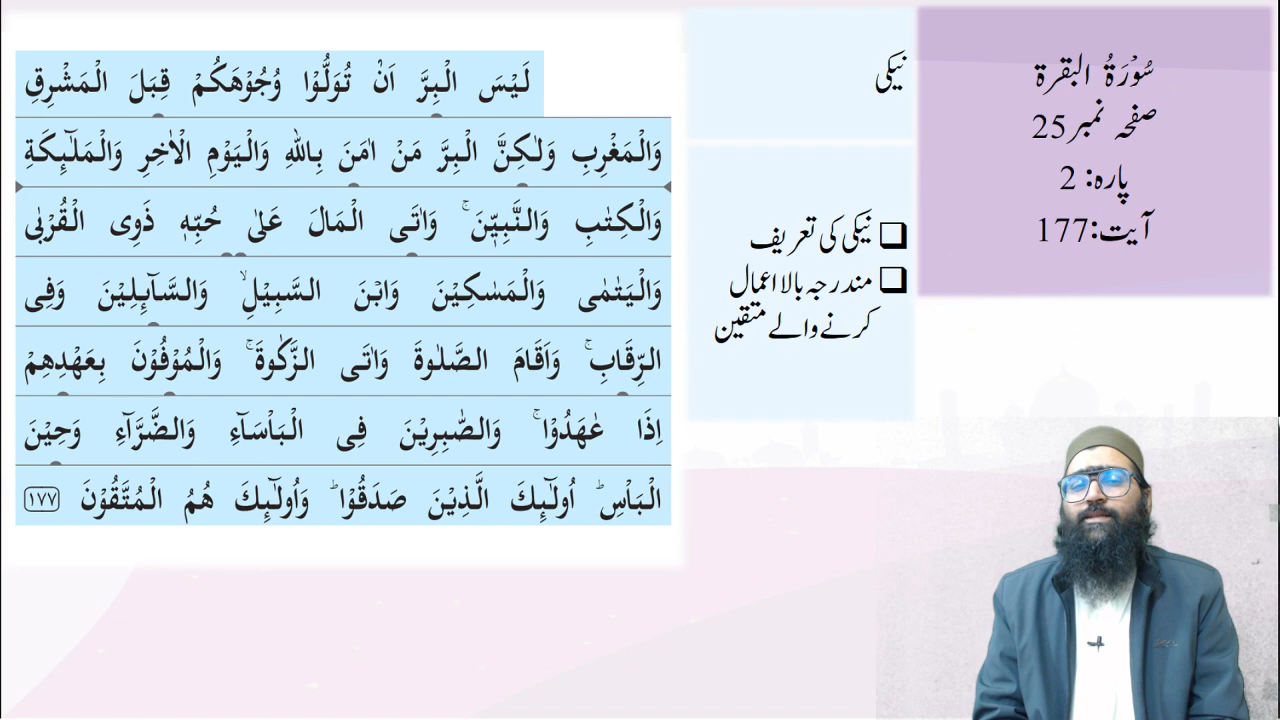 سُوْرَةُ البقرة
صفحہ نمبر25
پارہ: 2
آیت:177
نیکی
❑ نیکی کی تعریف
❑ مندرجہ بالا اعمال
کرنے والے متقین
لَيْسَ الْبِرَّ اَنْ تُوَلُّوْا وُجُوْهَكُمْ قِبَلَ الْمَشْرِقِ
وَالْمَغْرِبِ وَلٰكِنَّ الْبِرَّ مَنْ اٰمَنَ بِاللّٰهِ وَالْيَوْمِ الْاٰخِرِ وَالْمَلٰٓئِكَةِ
وَالْكِتٰبِ وَالنَّبِيّٖنَ ۚ وَاٰتَى الْمَالَ عَلٰى حُبِّهٖ ذَوِى الْقُرْبٰى
وَالْيَتٰمٰى وَالْمَسٰكِيْنَ وَابْنَ السَّبِيْلِ ۙ وَالسَّآئِلِيْنَ وَفِى
الرِّقَابِ ۚ وَاَقَامَ الصَّلٰوةَ وَاٰتَى الزَّكٰوةَ ۚ وَالْمُوْفُوْنَ بِعَهْدِهِمْ
اِذَا عٰهَدُوْا ۚ وَالصّٰبِرِيْنَ فِى الْبَاْسَآءِ وَالضَّرَّآءِ وَحِيْنَ
الْبَاْسِ ؕ اُولٰٓئِكَ الَّذِيْنَ صَدَقُوْا ؕ وَاُولٰٓئِكَ هُمُ الْمُتَّقُوْنَ ١٧٧